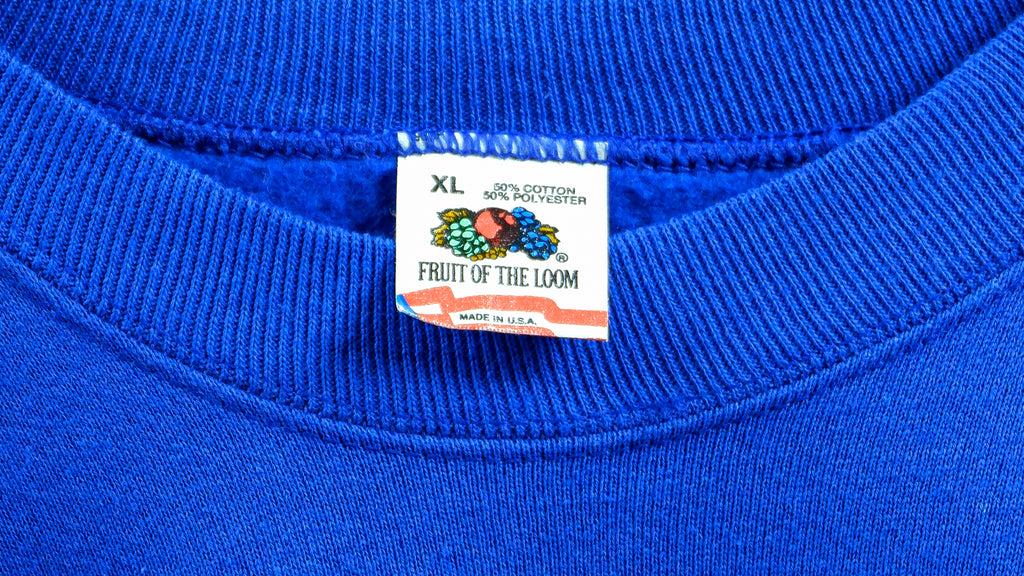 XL
50% COTTON
50% POLYESTER
®
FRUIT OF THE LOOM
MADE IN U.S.A.